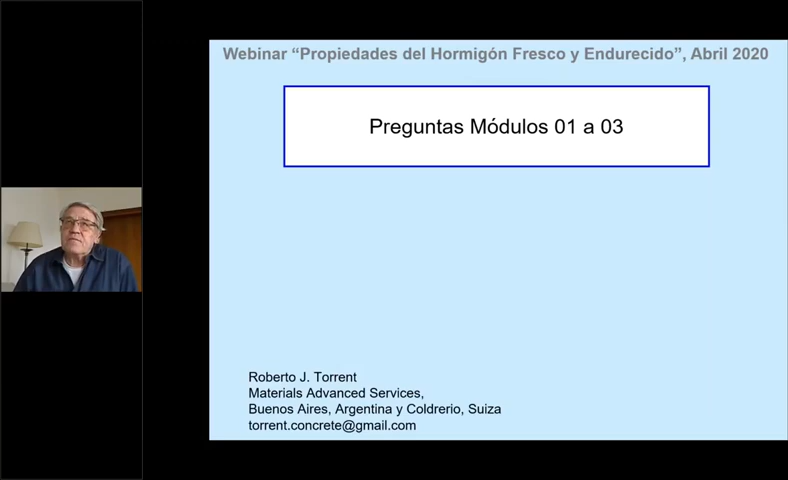 Webinar “Propiedades del Hormigón Fresco y Endurecido”, Abril 2020
Preguntas Módulos 01 a 03
Roberto J. Torrent
Materials Advanced Services,
Buenos Aires, Argentina y Coldrerio, Suiza
torrent.concrete@gmail.com